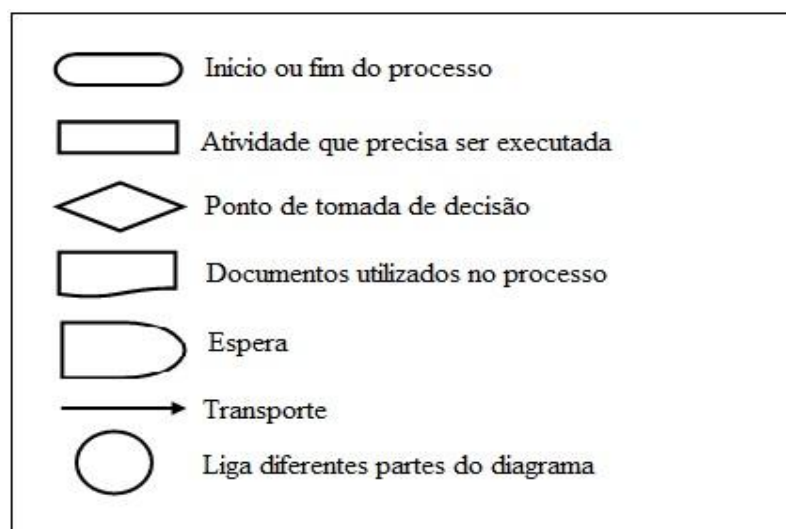 Início ou fim do processo
Atividade que precisa ser executada
Ponto de tomada de decisão
Documentos utilizados no processo
Espera
Transporte
Liga diferentes partes do diagrama